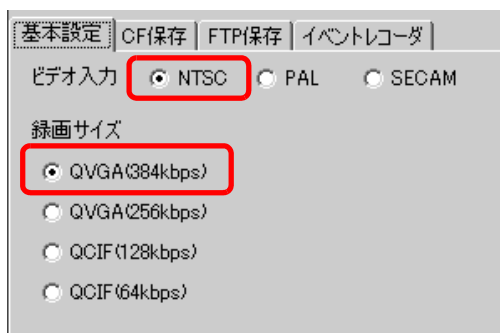 基本設定 CF保存 FTP保存 イベントレコーダ
ビデオ入力 NTSC PAL SECAM
録画サイズ
QVGA(384kbps)
QVGA(256kbps)
QCIF(128kbps)
QCIF(64kbps)